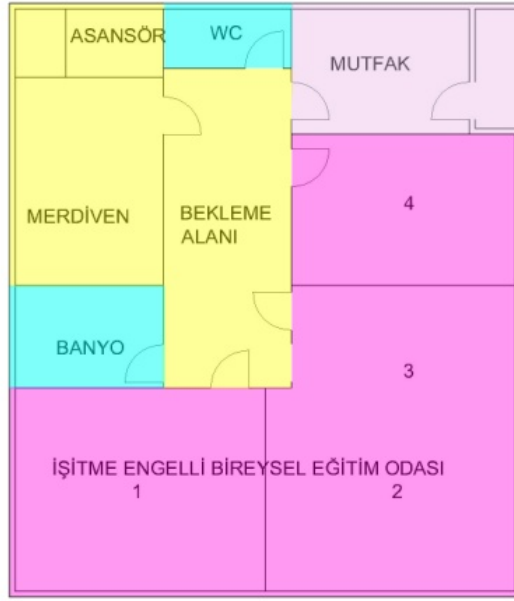 ASANSÖR
WC
MUTFAK
MERDİVEN
BEKLEME
ALANI
4
BANYO
3
İŞİTME ENGELLİ BİREYSEL EĞİTİM ODASI
1
2